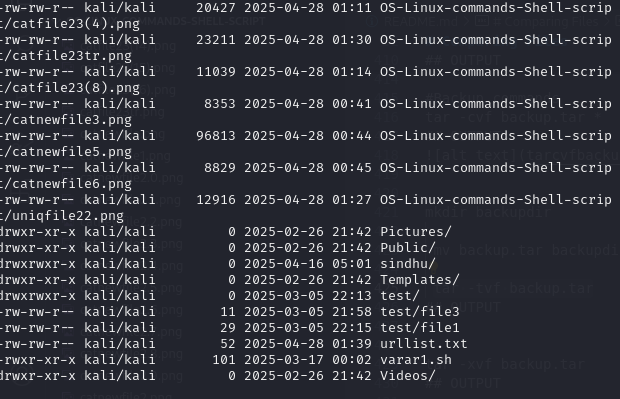 -rw-rw-r-- kali/kali     20427 2025-04-28 01:11 OS-Linux-commands-Shell-scrip
t/catfile23(4).png
-rw-rw-r-- kali/kali     23211 2025-04-28 01:30 OS-Linux-commands-Shell-scrip
t/catfile23tr.png
-rw-rw-r-- kali/kali     11039 2025-04-28 01:14 OS-Linux-commands-Shell-scrip
t/catfile23(8).png
-rw-rw-r-- kali/kali      8353 2025-04-28 00:41 OS-Linux-commands-Shell-scrip
t/catnewfile3.png
-rw-rw-r-- kali/kali     96813 2025-04-28 00:44 OS-Linux-commands-Shell-scrip
t/catnewfile5.png
-rw-rw-r-- kali/kali      8829 2025-04-28 00:45 OS-Linux-commands-Shell-scrip
t/catnewfile6.png
-rw-rw-r-- kali/kali     12916 2025-04-28 01:27 OS-Linux-commands-Shell-scrip
t/uniqfile22.png
drwxr-xr-x kali/kali         0 2025-02-26 21:42 Pictures/
drwxr-xr-x kali/kali         0 2025-02-26 21:42 Public/
drwxrwxr-x kali/kali         0 2025-04-16 05:01 sindhu/
drwxr-xr-x kali/kali         0 2025-02-26 21:42 Templates/
drwxrwxr-x kali/kali         0 2025-03-05 22:13 test/
-rw-rw-r-- kali/kali        11 2025-03-05 21:58 test/file3
-rw-rw-r-- kali/kali        29 2025-03-05 22:15 test/file1
-rw-rw-r-- kali/kali        52 2025-04-28 01:39 urllist.txt
-rwxrwxr-x kali/kali       101 2025-03-17 00:02 varar1.sh
drwxr-xr-x kali/kali         0 2025-02-26 21:42 Videos/